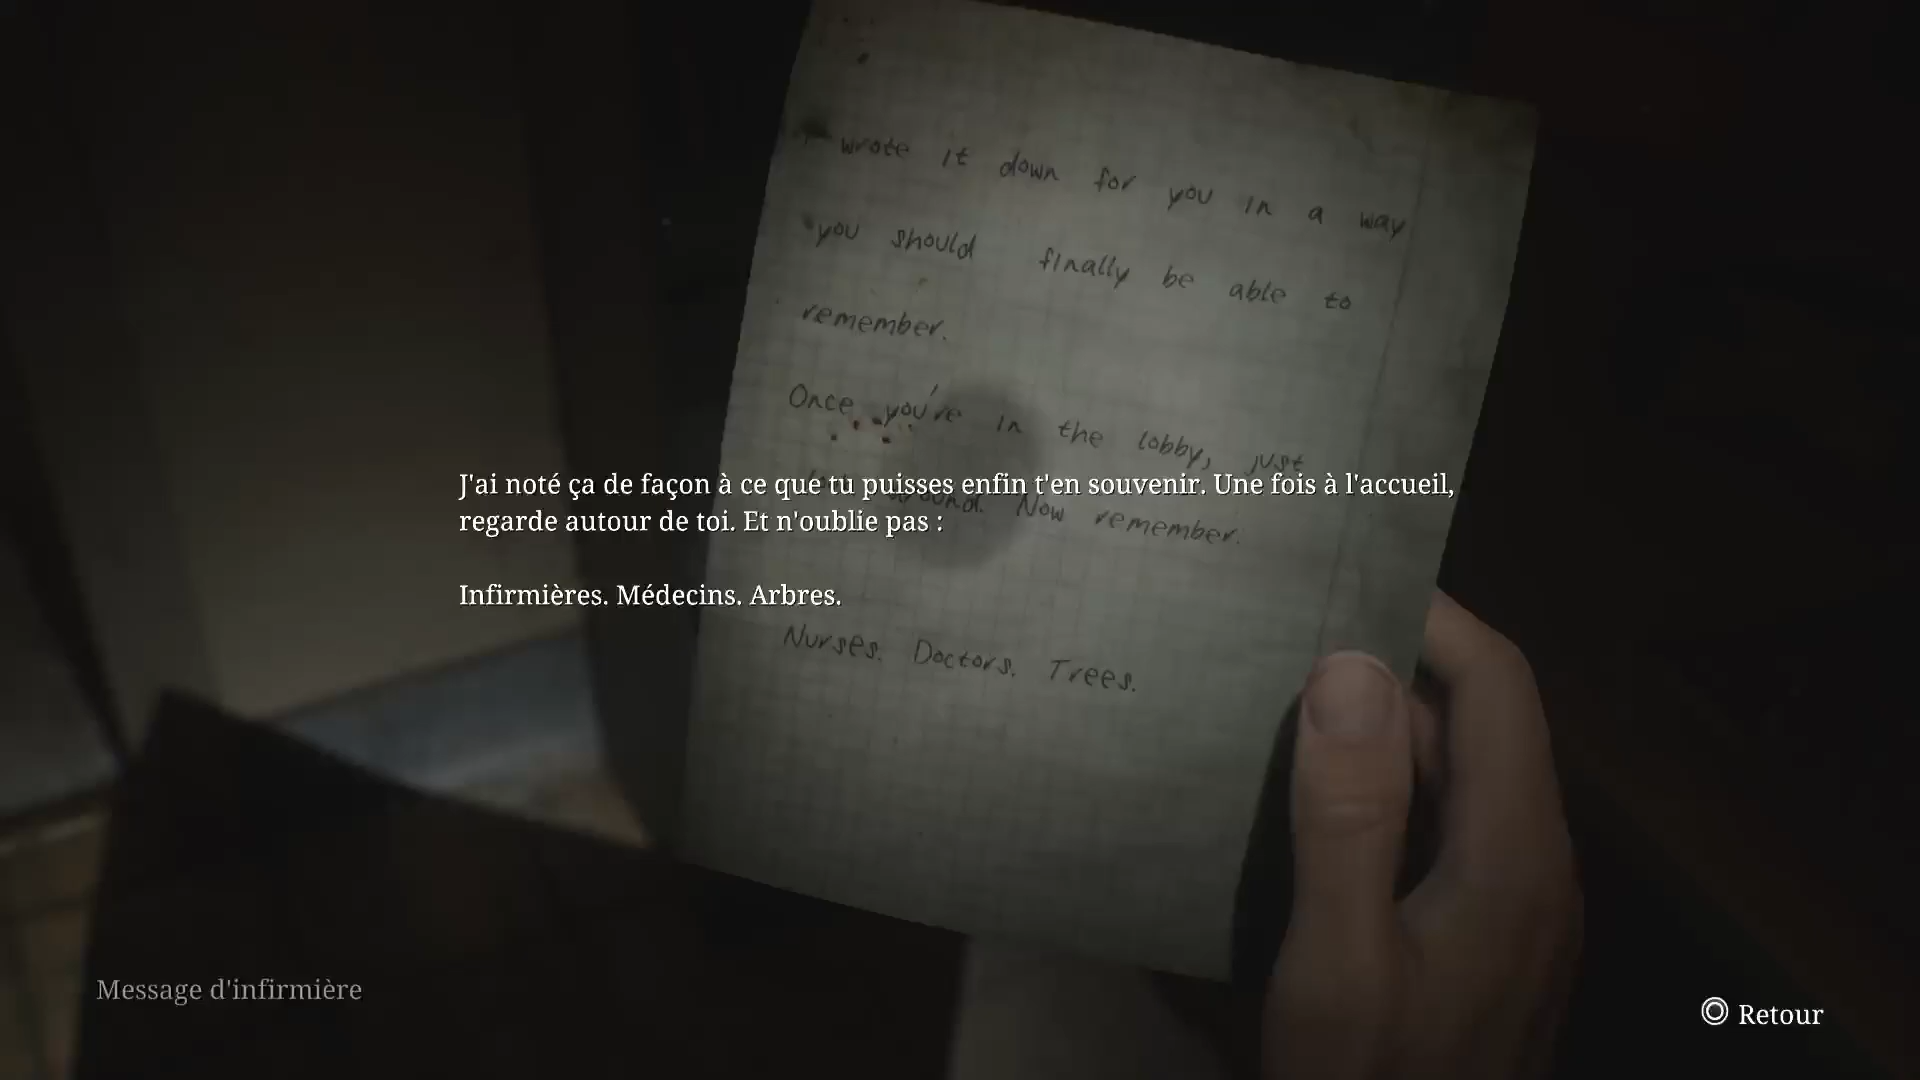 I wrote it down for you in a way
you should finally be able to
remember.
Once you're in the lobby, just
around. Now remember.
J'ai noté ça de façon à ce que tu puisses enfin t'en souvenir. Une fois à l'accueil,
regarde autour de toi. Et n'oublie pas :
Infirmières. Médecins. Arbres.
Nurses. Doctors. Trees.
Message d'infirmière
Retour